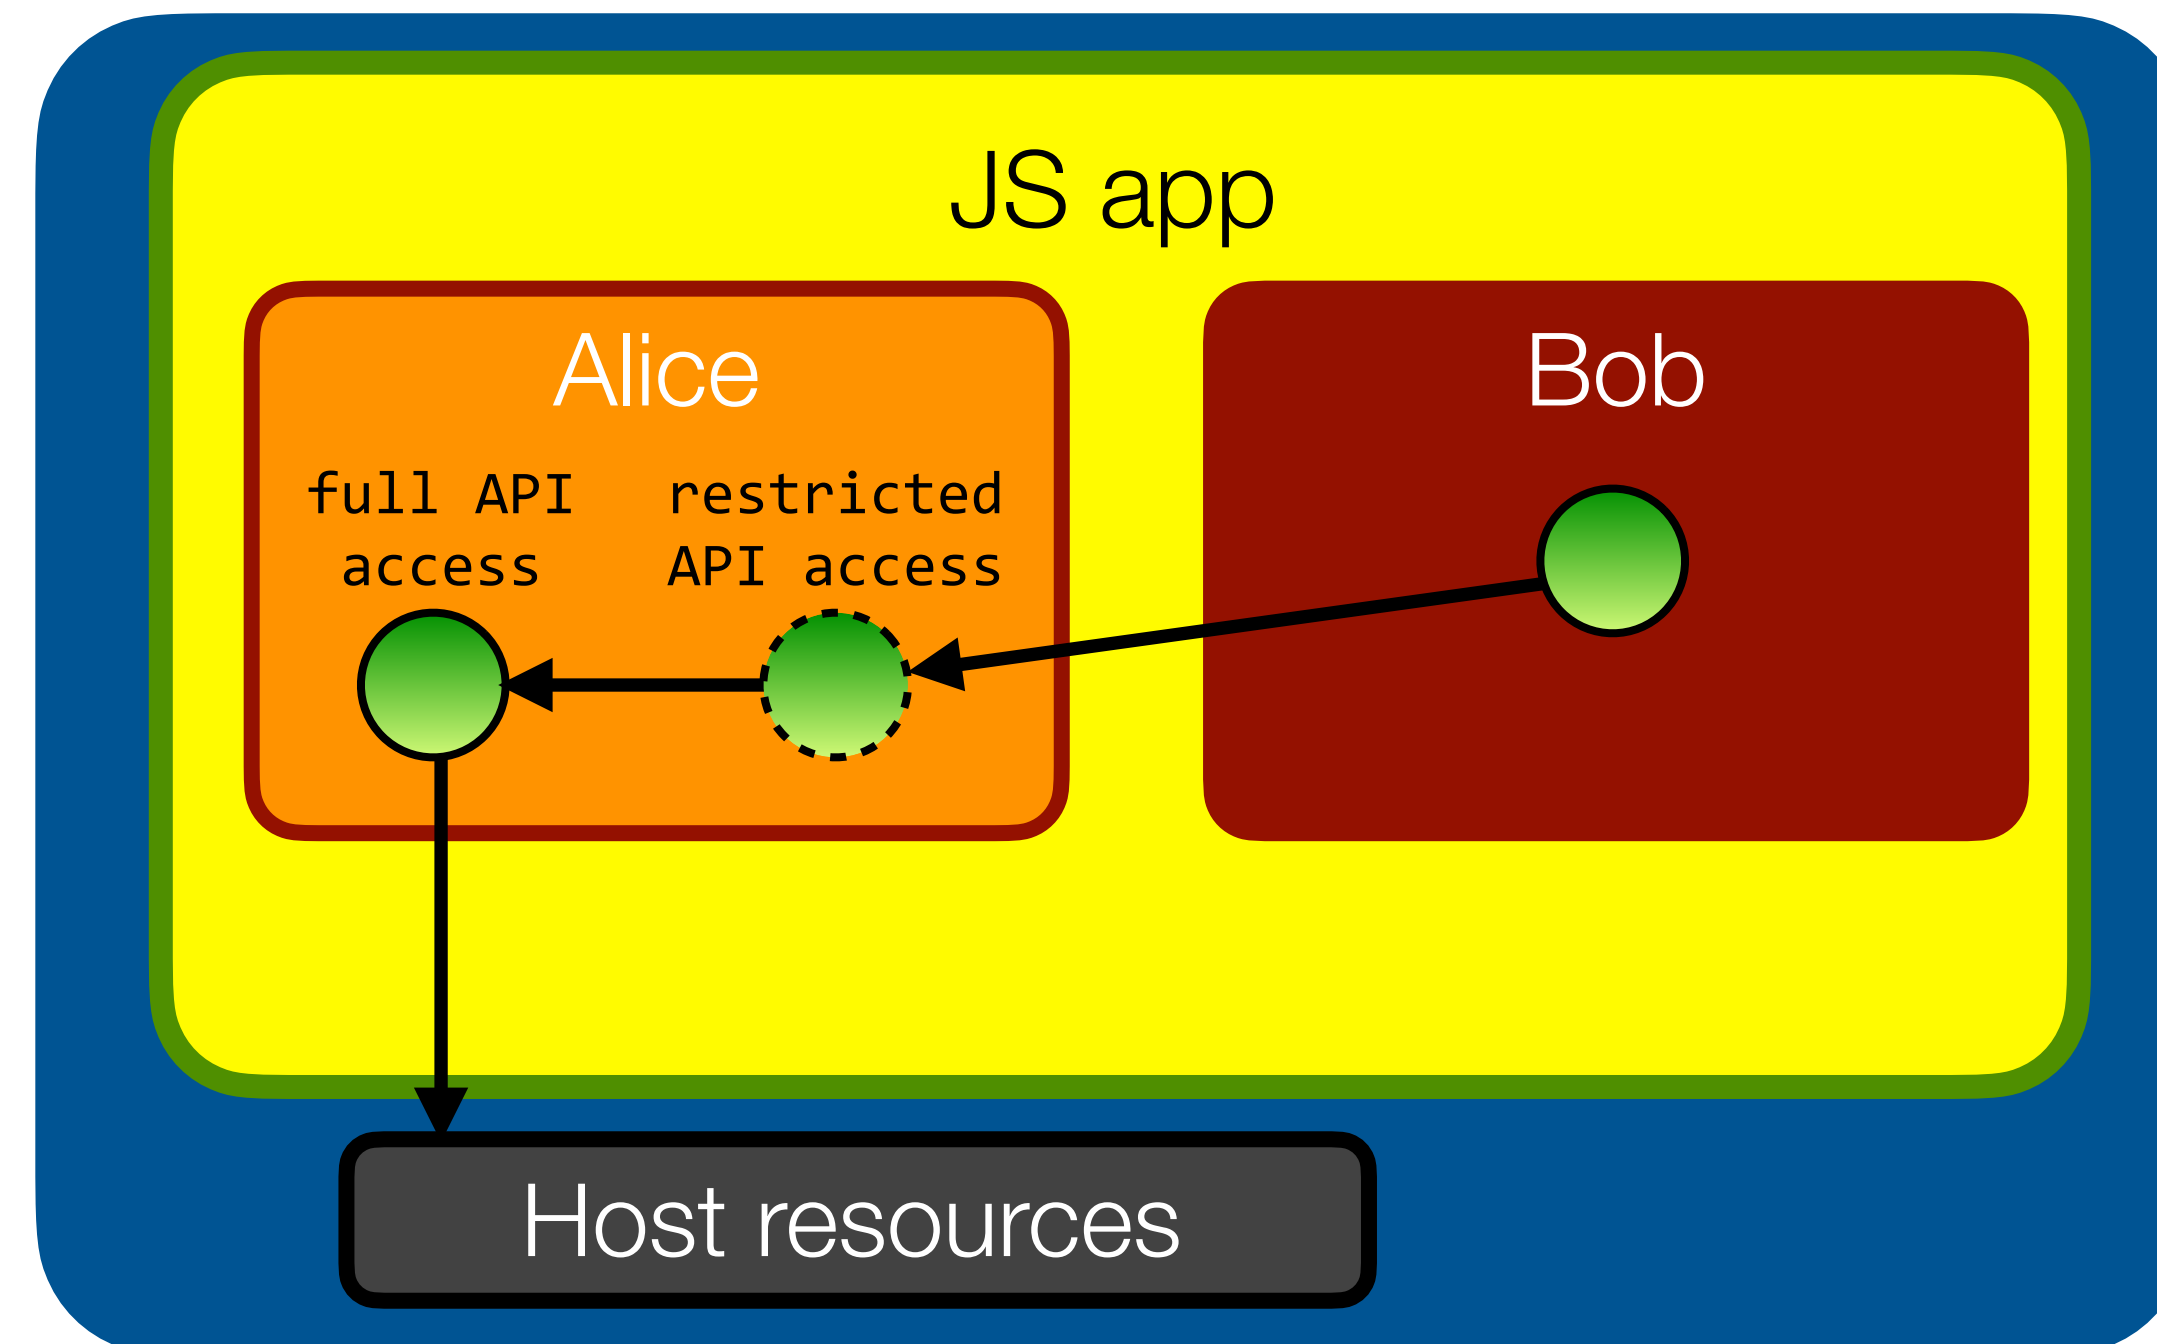 JS app
Alice
Bob
full API
access
restricted
API access
Host resources